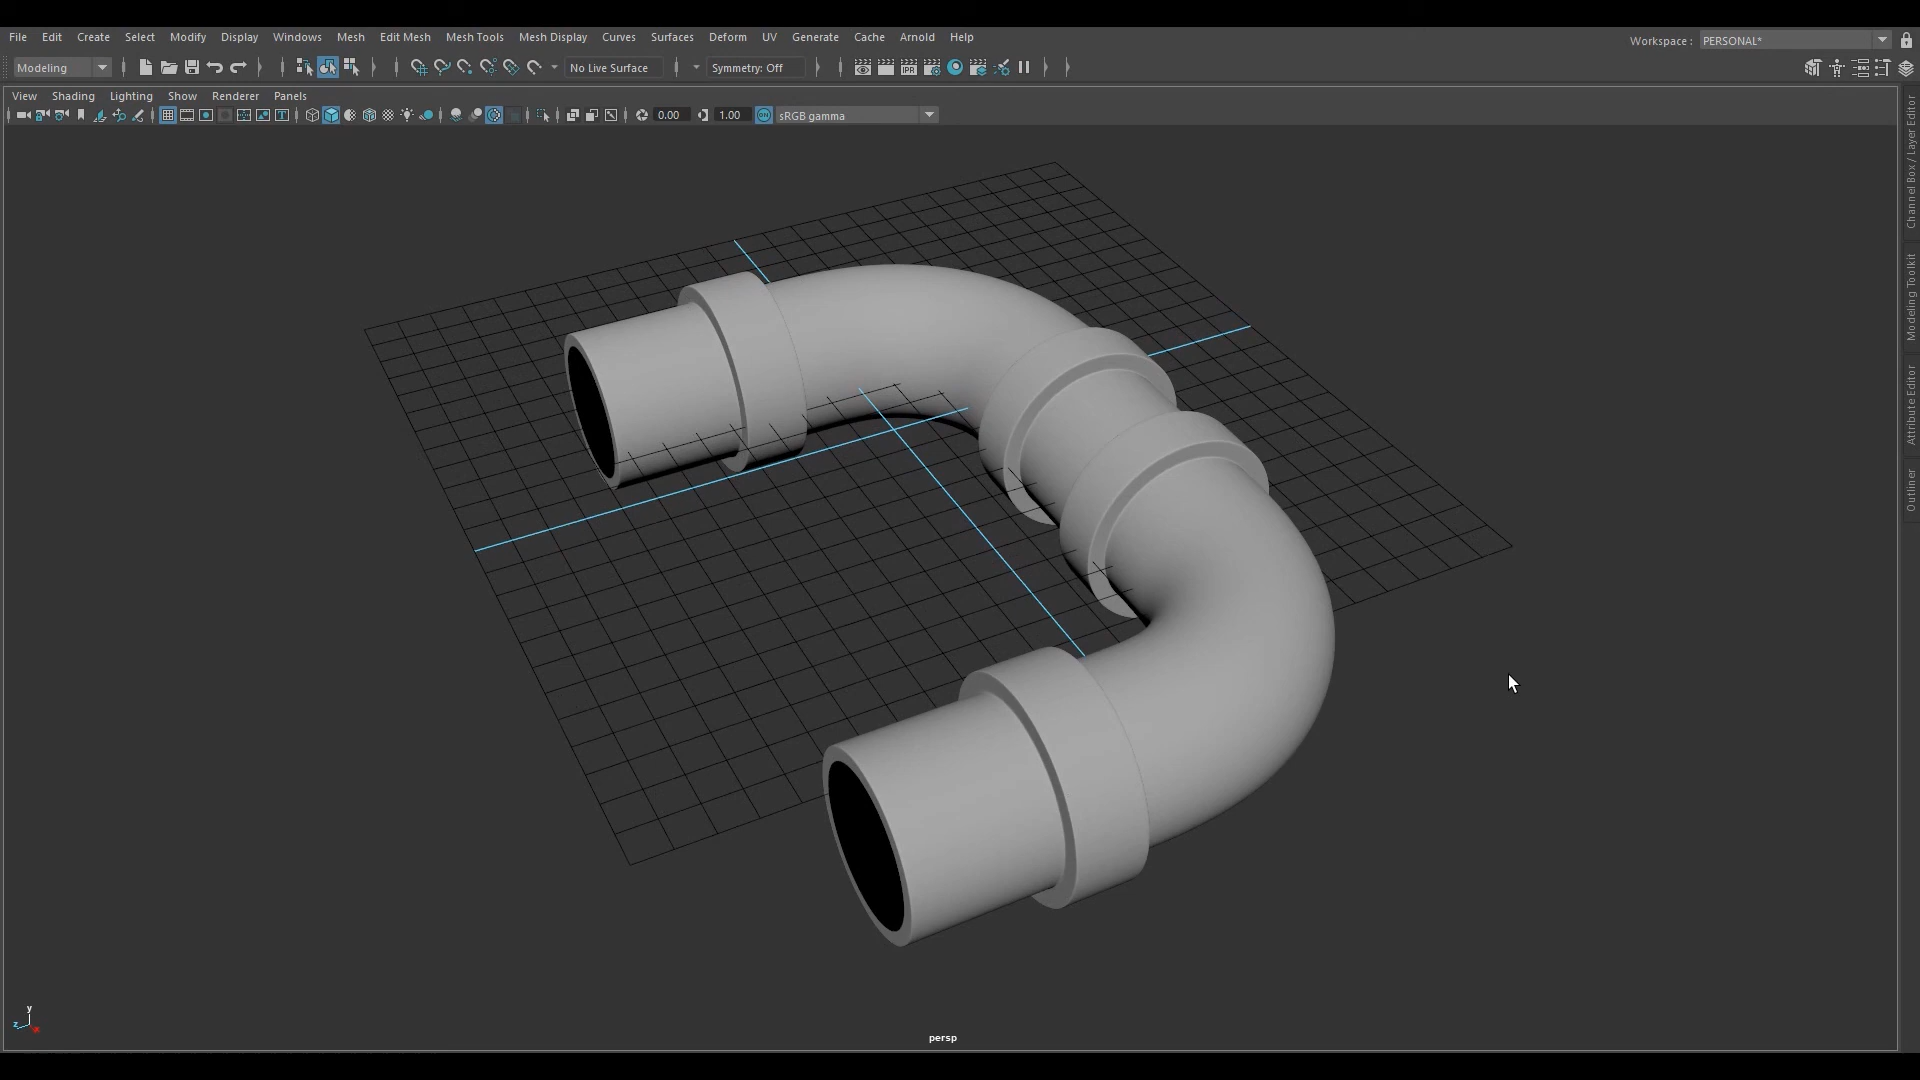 File Edit Create Select Modify Display Windows Mesh Edit Mesh Mesh Tools Mesh Display Curves Surfaces Deform UV Generate Cache Arnold Help
Workspace : PERSONAL*
Modeling
No Live Surface
Symmetry: Off
IPR
View Shading Lighting Show Renderer Panels
0.00
1.00
ON
sRGB gamma
Channel Box / Layer Editor
Modeling Toolkit
Attribute Editor
Outliner
y
z
x
persp